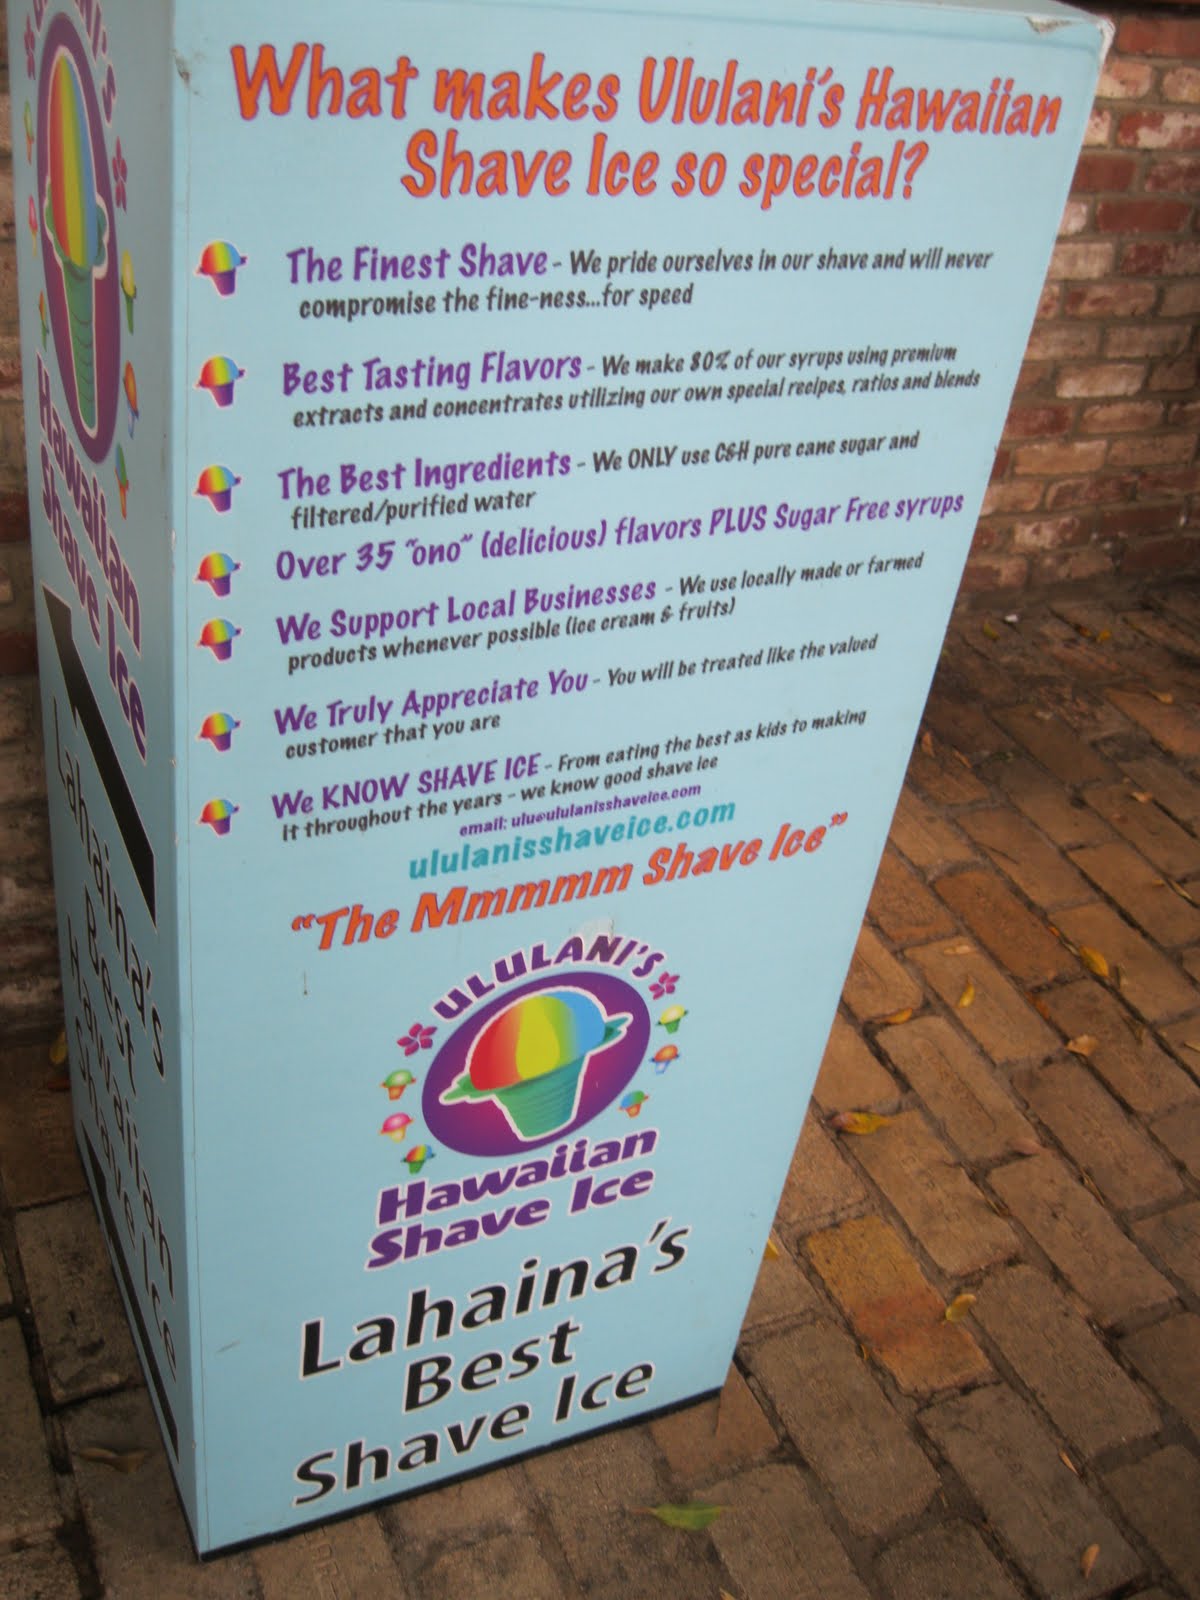 What makes Ululani's Hawaiian
Shave Ice so special?
The Finest Shave - We pride ourselves in our shave and will never
compromise the fine-ness...for speed
Best Tasting Flavors - We make 80% of our syrups using premium
extracts and concentrates utilizing our own special recipes, ratios and blends
The Best Ingredients - We ONLY use C&H pure cane sugar and
filtered/purified water
Over 35 "ono" (delicious) flavors PLUS Sugar Free syrups
We Support Local Businesses - We use locally made or farmed
products whenever possible (ice cream & fruits)
We Truly Appreciate You - You will be treated like the valued
customer that you are
We KNOW SHAVE ICE - From eating the best as kids to making
it throughout the years - we know good shave ice
email: ulu@ululanisshaveice.com
ululanisshaveice.com
"The Mmmmmm Shave Ice"
ULULANI'S
Hawaiian
Shave Ice
Lahaina's
Best
Shave Ice
ULULANI'S
Hawaiian
Shave Ice
Lahaina's
Best
Hawaiian
Shave Ice